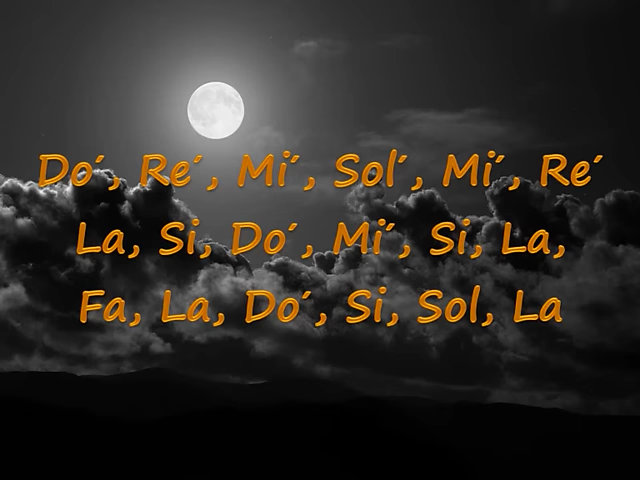 Do´, Re´, Mi´, Sol´, Mi´, Re´
La, Si, Do´, Mi´, Si, La,
Fa, La, Do´, Si, Sol, La